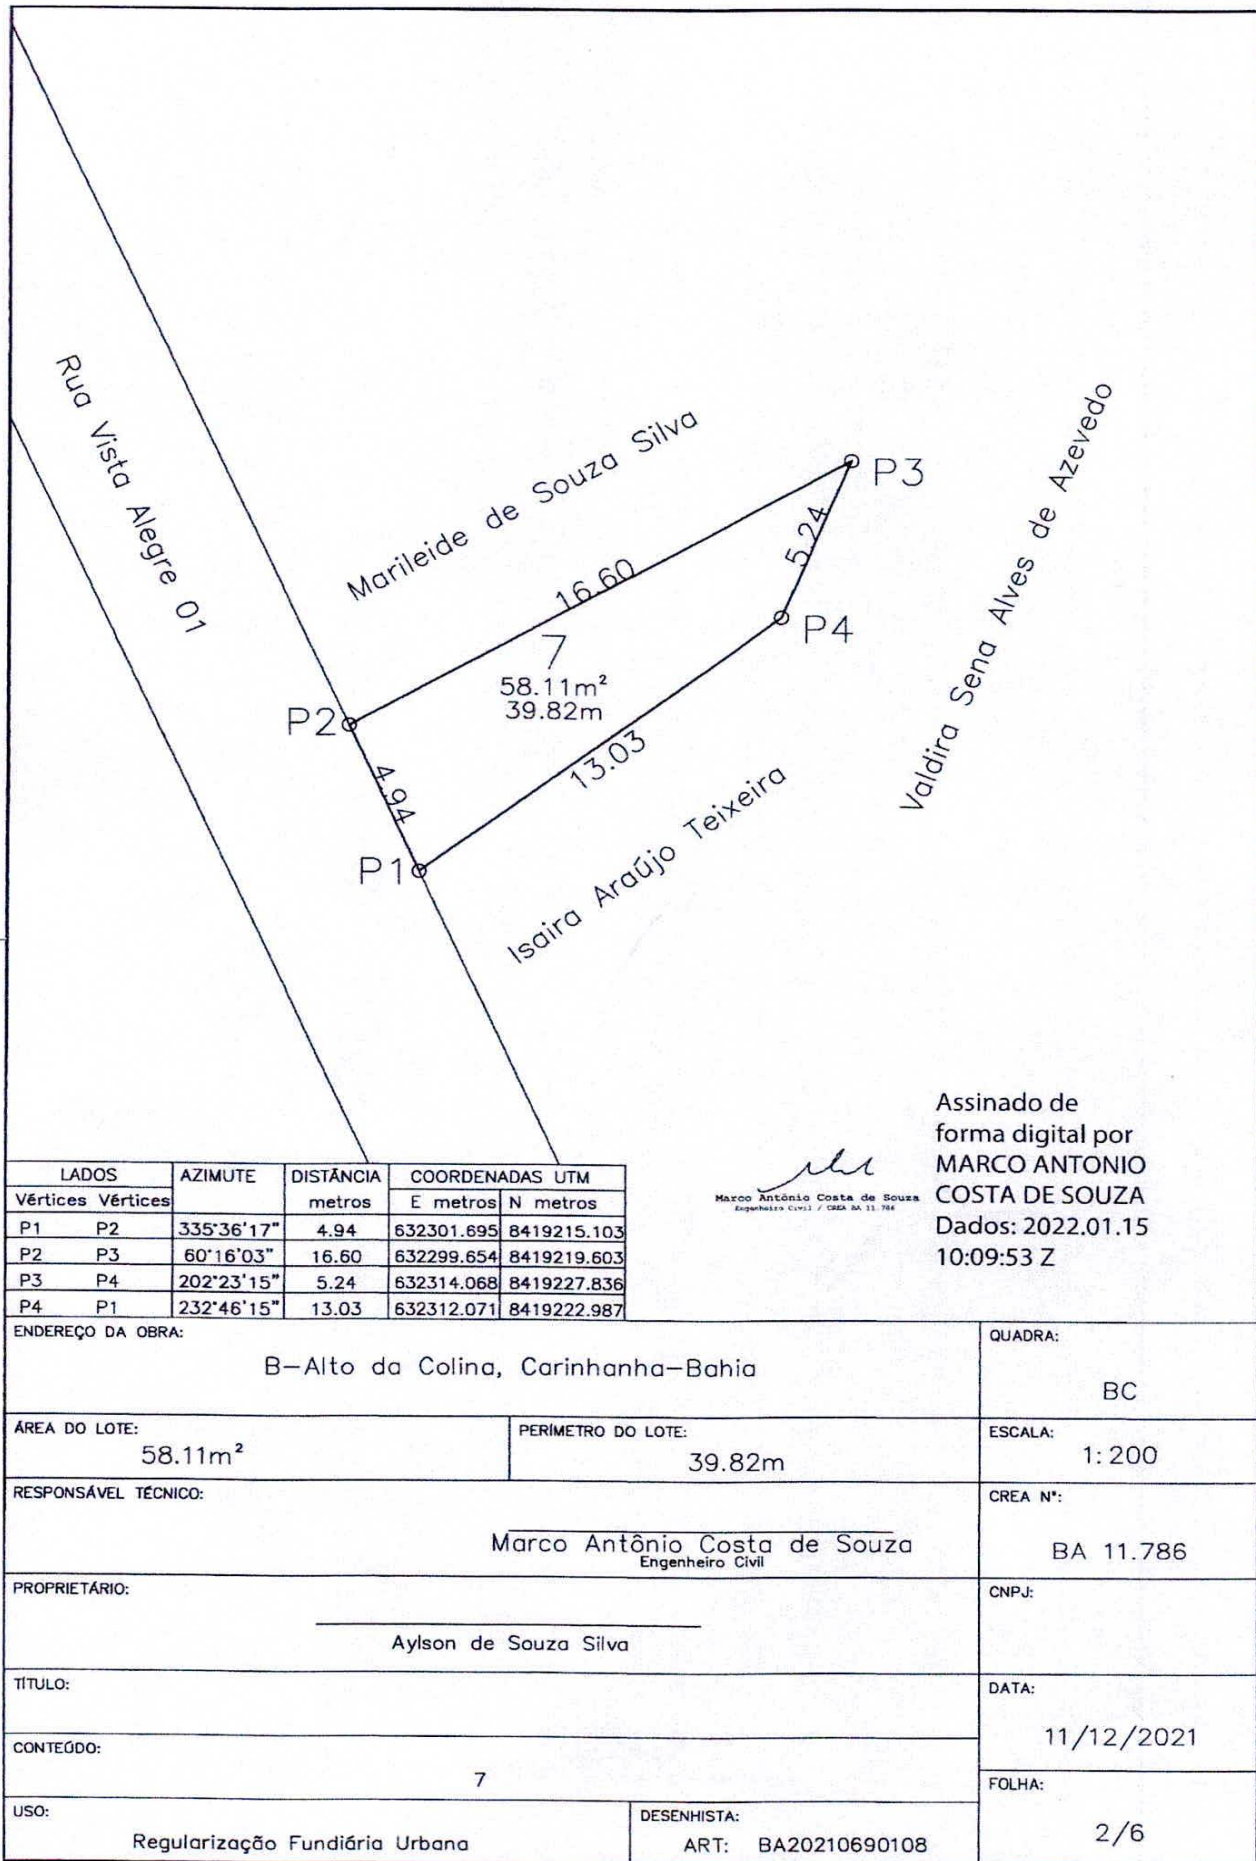 Rua Vista Alegre 01
Marileide de Souza Silva
Valdira Sena Alves de Azevedo
Isaira Araújo Teixeira
P3
5.24
16.60
P4
7
58.11m²
39.82m
P2
13.03
4.94
P1
Assinado de
forma digital por
MARCO ANTONIO
COSTA DE SOUZA
Dados: 2022.01.15
10:09:53 Z
Marco Antônio Costa de Souza
Engenheiro Civil / CREA BA 11.786
LADOS AZIMUTE DISTÂNCIA COORDENADAS UTM
Vértices Vértices metros E metros N metros
P1 P2 335°36'17" 4.94 632301.695 8419215.103
P2 P3 60°16'03" 16.60 632299.654 8419219.603
P3 P4 202°23'15" 5.24 632314.068 8419227.836
P4 P1 232°46'15" 13.03 632312.071 8419222.987
ENDEREÇO DA OBRA:
B-Alto da Colina, Carinhanha-Bahia
QUADRA:
BC
ÁREA DO LOTE:
58.11m²
PERÍMETRO DO LOTE:
39.82m
ESCALA:
1:200
RESPONSÁVEL TÉCNICO:
Marco Antônio Costa de Souza
Engenheiro Civil
CREA N°:
BA 11.786
PROPRIETÁRIO:
Aylson de Souza Silva
CNPJ:
TÍTULO:
DATA:
11/12/2021
CONTEÚDO:
7
FOLHA:
2/6
USO:
Regularização Fundiária Urbana
DESENHISTA:
ART: BA20210690108